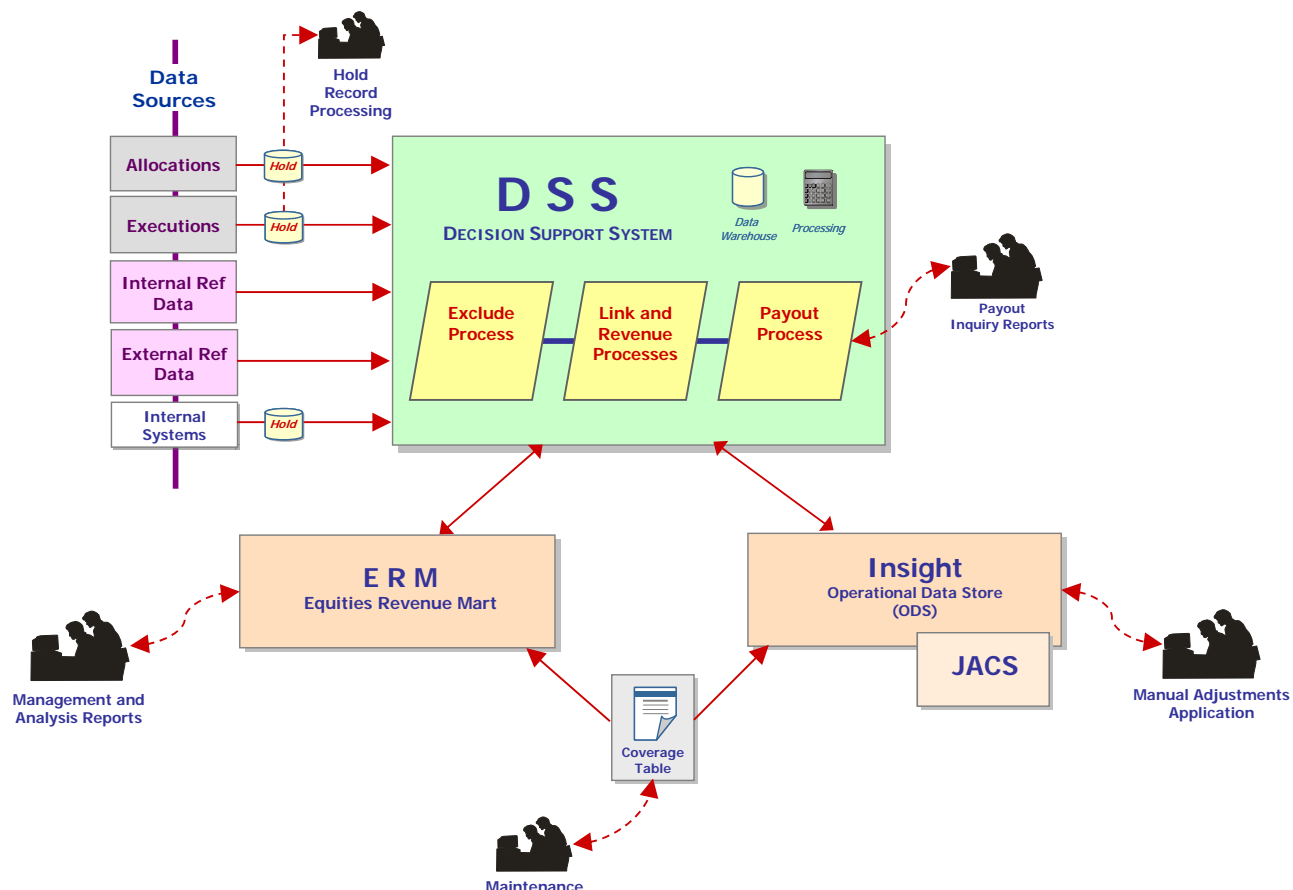 Hold
Record
Processing
Data
Sources
Allocations
Hold
Executions
Hold
Internal Ref
Data
External Ref
Data
Internal
Systems
Hold
D S S
DECISION SUPPORT SYSTEM
Data
Warehouse
Processing
Exclude
Process
Link and
Revenue
Processes
Payout
Process
Payout
Inquiry Reports
E R M
Equities Revenue Mart
Insight
Operational Data Store
(ODS)
JACS
Management and
Analysis Reports
Coverage
Table
Manual Adjustments
Application
Maintenance